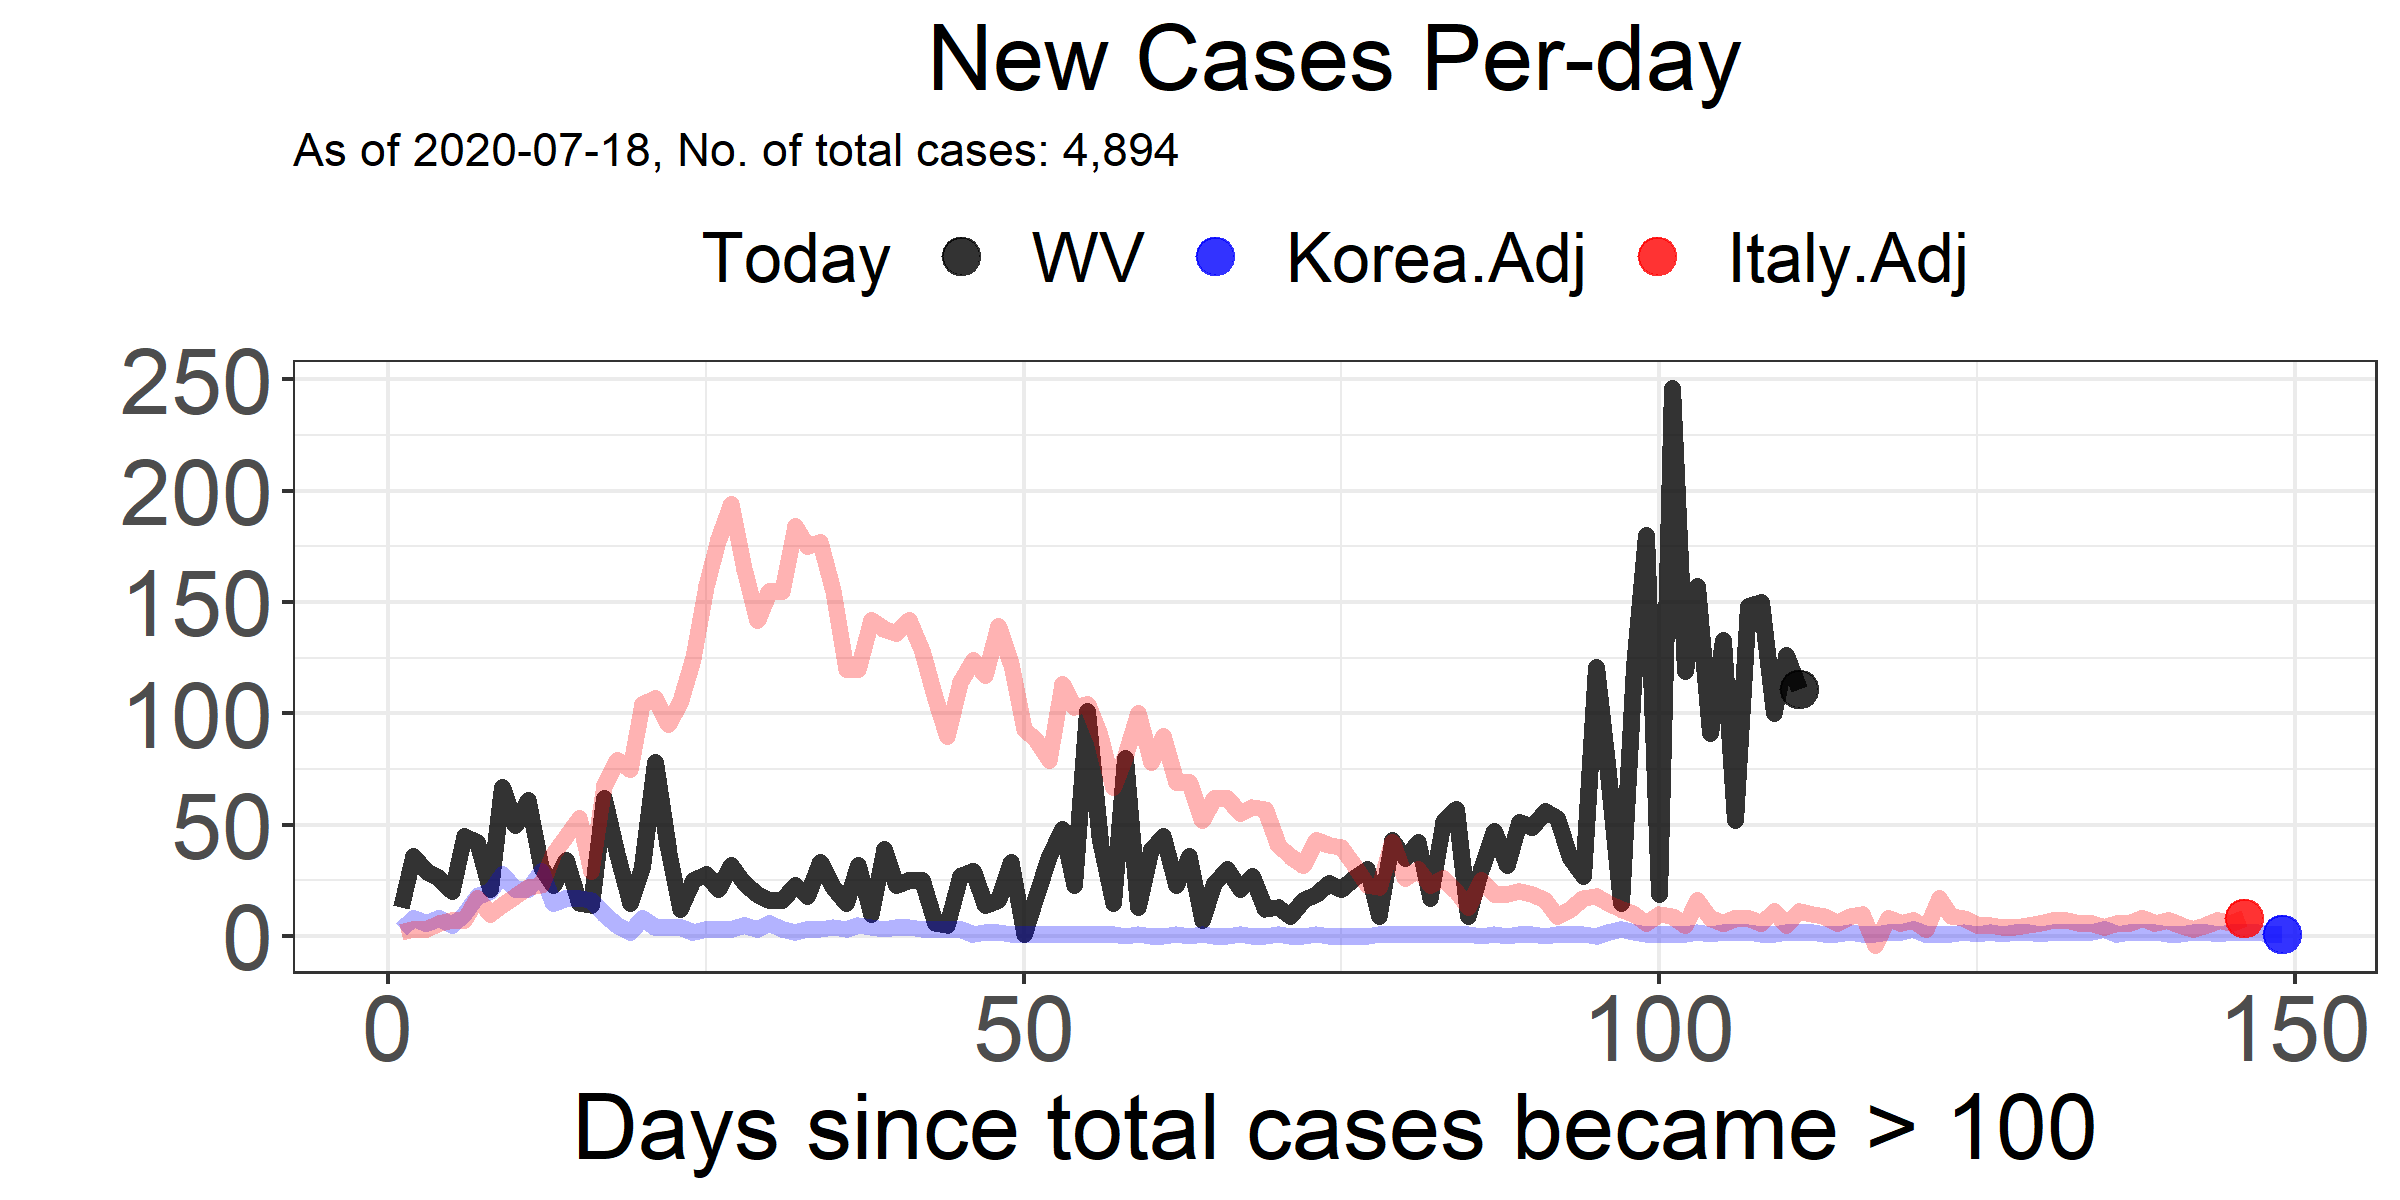 New Cases Per-day
As of 2020-07-18, No. of total cases: 4,894
Today WV Korea.Adj Italy.Adj
250
200
150
100
50
0
0 50 100 150
Days since total cases became > 100